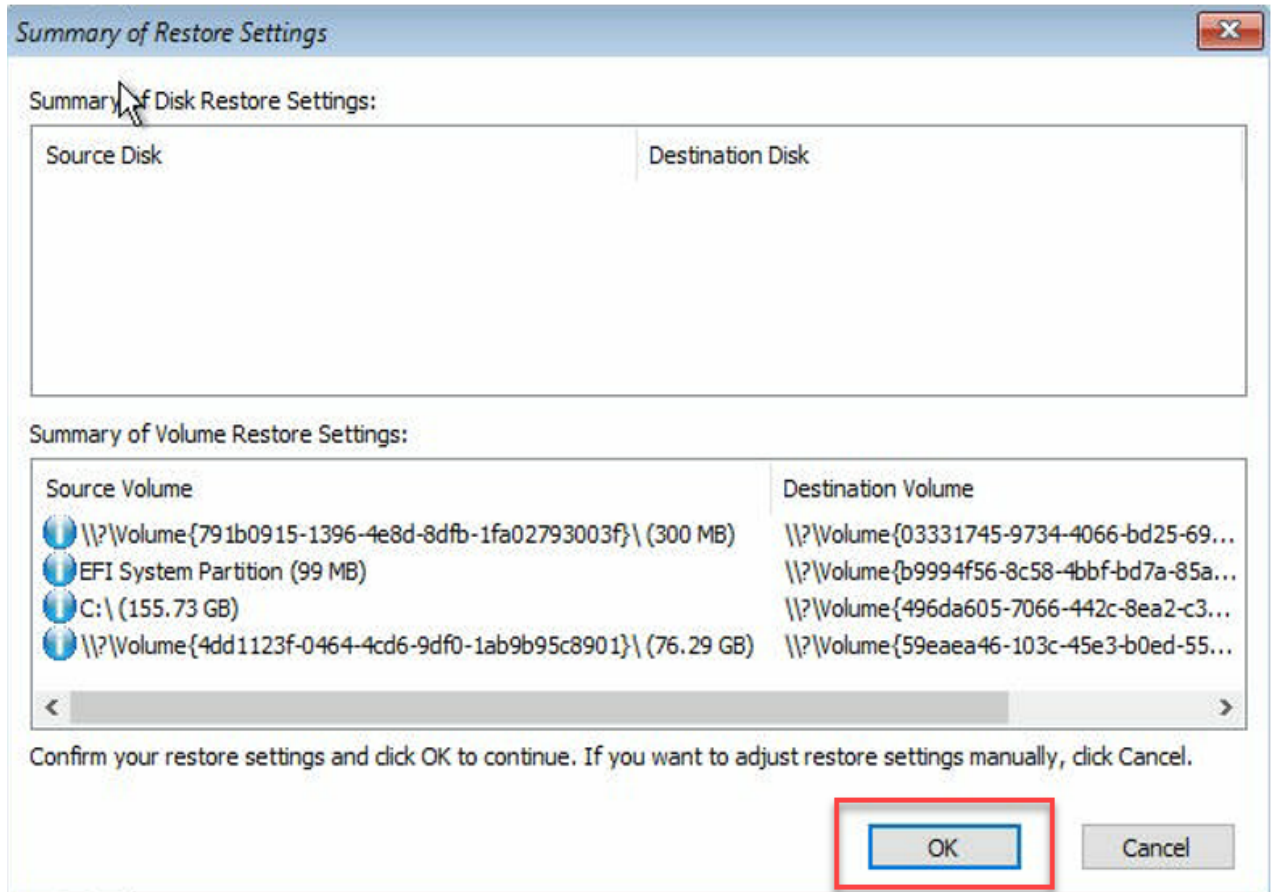 Summary of Restore Settings
Summary of Disk Restore Settings:
Source Disk Destination Disk
Summary of Volume Restore Settings:
Source Volume Destination Volume
\\?\Volume{791b0915-1396-4e8d-8dfb-1fa02793003f}\ (300 MB) \\?\Volume{03331745-9734-4066-bd25-69...
EFI System Partition (99 MB) \\?\Volume{b9994f56-8c58-4bbf-bd7a-85a...
C:\ (155.73 GB) \\?\Volume{496da605-7066-442c-8ea2-c3...
\\?\Volume{4dd1123f-0464-4cd6-9df0-1ab9b95c8901}\ (76.29 GB) \\?\Volume{59eaea46-103c-45e3-b0ed-55...
Confirm your restore settings and click OK to continue. If you want to adjust restore settings manually, click Cancel.
OK Cancel